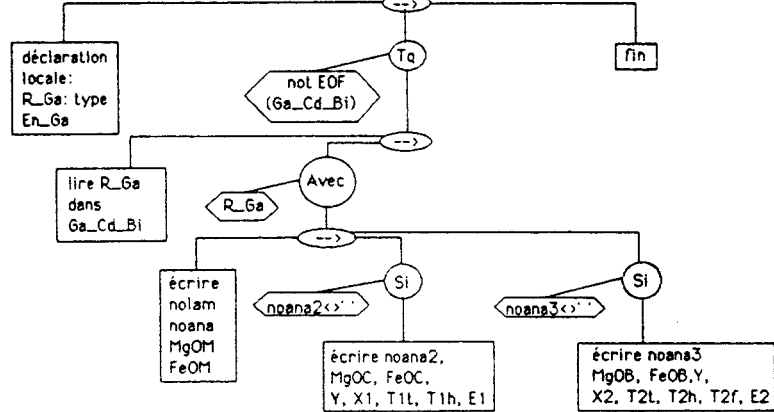 -->
déclaration
locale:
R_Ga: type
En_Ga
Tq
not EOF
(Ga_Cd_Bi)
fin
-->
lire R_Ga
dans
Ga_Cd_Bi
Avec
R_Ga
-->
écrire
nolam
noana
MgOM
FeOM
Si
noana2<>' '
Si
noana3<>' '
écrire noana2,
MgOC, FeOC,
Y, X1, T1t, T1h, E1
écrire noana3
MgOB, FeOB,Y,
X2, T2t, T2h, T2f, E2